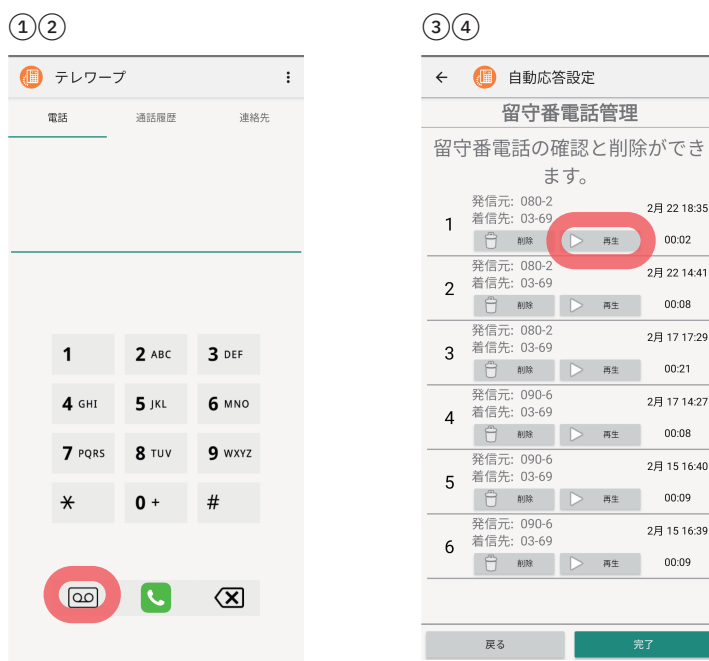 ①②
テレワープ
電話 通話履歴 連絡先
1 2 ABC 3 DEF
4 GHI 5 JKL 6 MNO
7 PQRS 8 TUV 9 WXYZ
* 0 + #
③④
← 自動応答設定
留守番電話管理
留守番電話の確認と削除ができ
ます。
発信元: 080-2
1 着信先: 03-69 2月 22 18:35
削除 再生 00:02
発信元: 080-2
2 着信先: 03-69 2月 22 14:41
削除 再生 00:08
発信元: 080-2
3 着信先: 03-69 2月 17 17:29
削除 再生 00:21
発信元: 090-6
4 着信先: 03-69 2月 17 14:27
削除 再生 00:08
発信元: 090-6
5 着信先: 03-69 2月 15 16:40
削除 再生 00:09
発信元: 090-6
6 着信先: 03-69 2月 15 16:39
削除 再生 00:09
戻る 完了